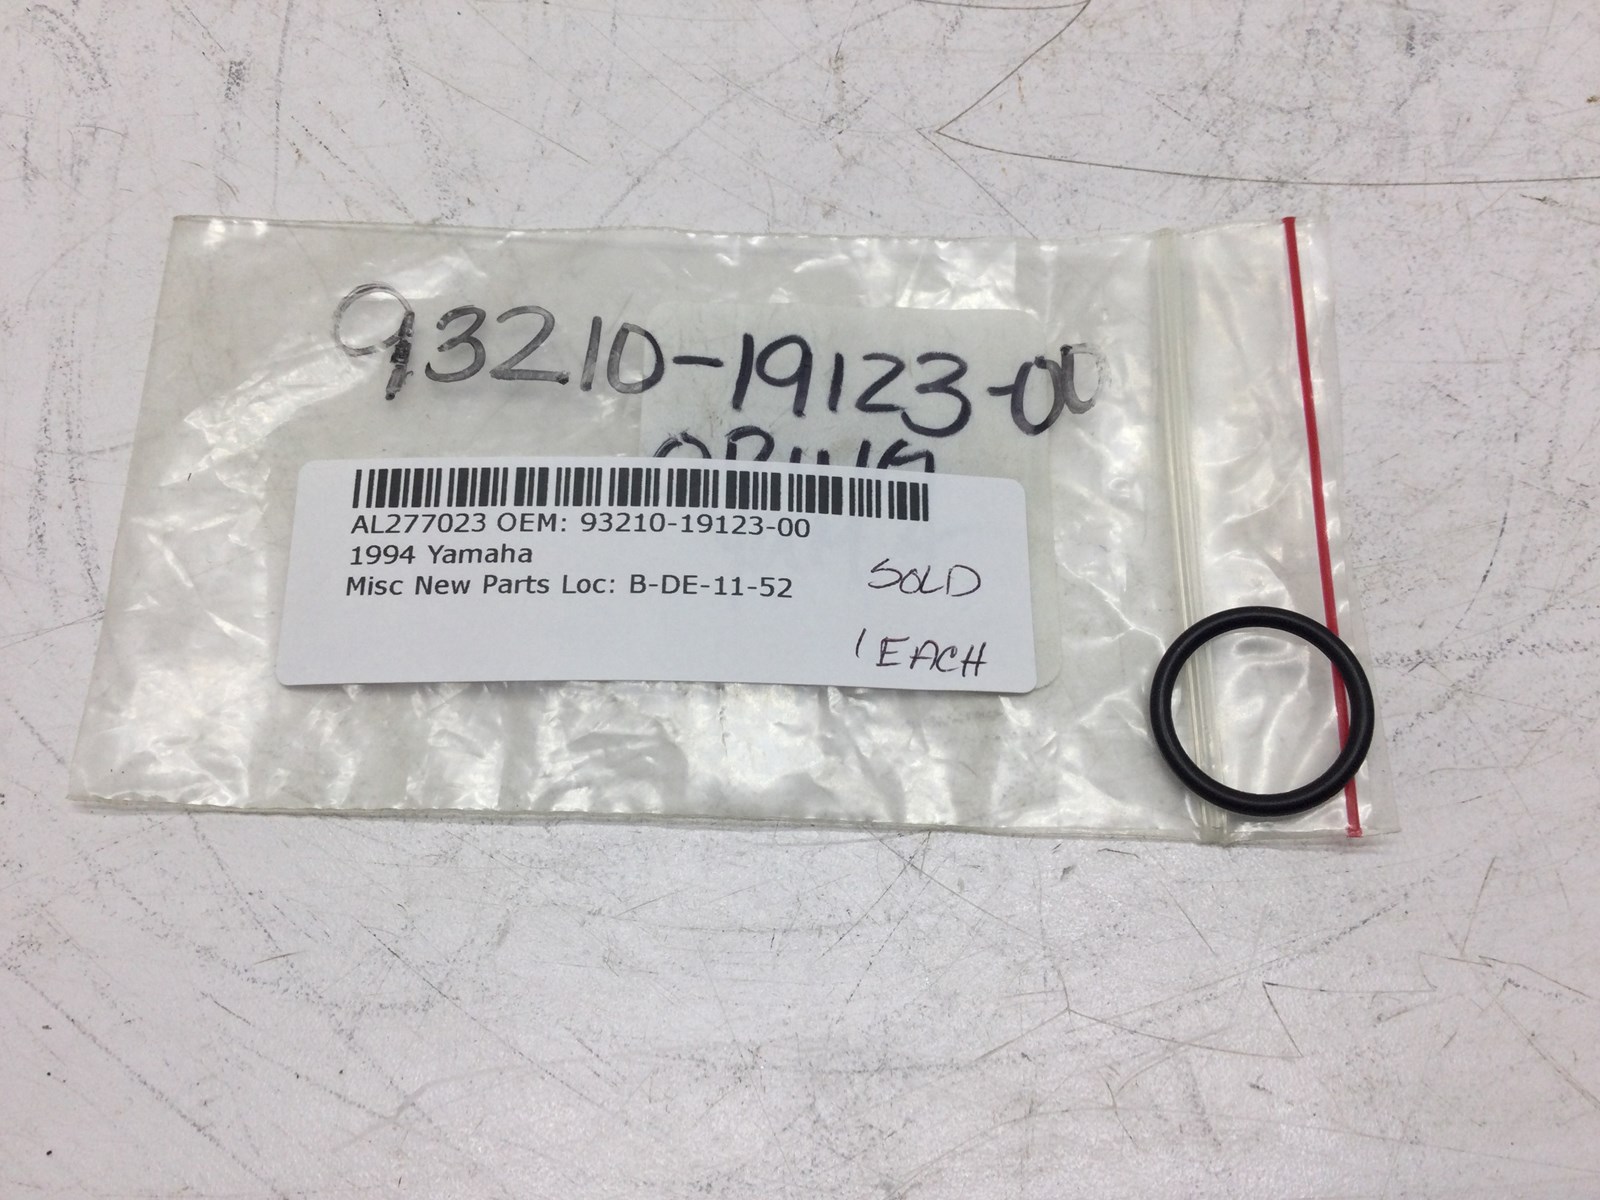 93210-19123-00
ORING
AL277023 OEM: 93210-19123-00
1994 Yamaha
Misc New Parts Loc: B-DE-11-52
SOLD
1 EACH